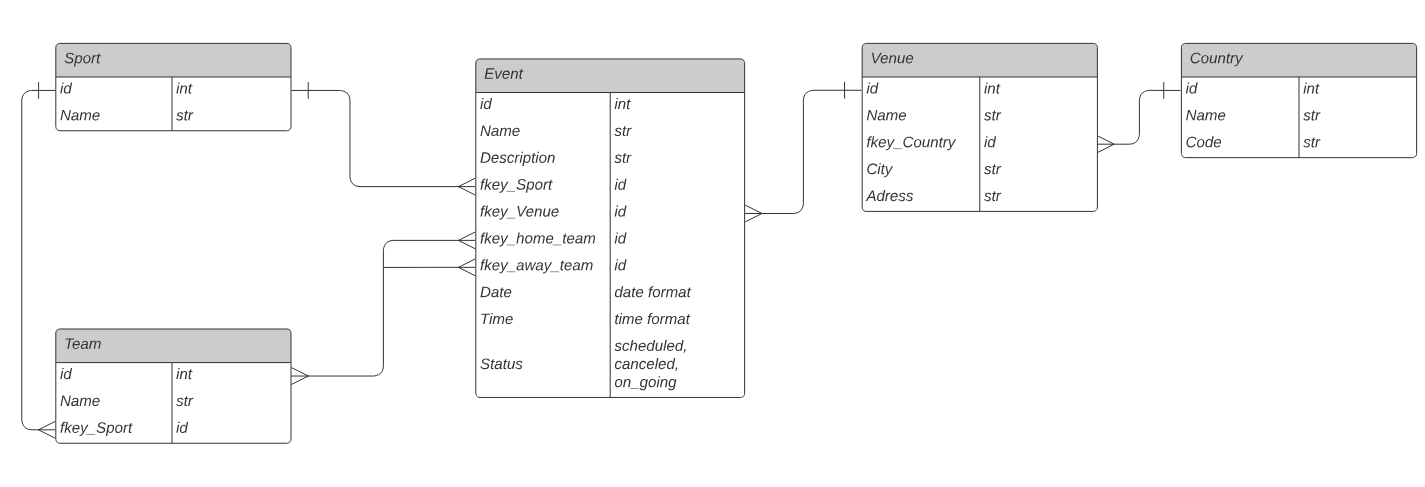 Sport
id int
Name str
Event
id int
Name str
Description str
fkey_Sport id
fkey_Venue id
fkey_home_team id
fkey_away_team id
Date date format
Time time format
Status scheduled,
canceled,
on_going
Team
id int
Name str
fkey_Sport id
Venue
id int
Name str
fkey_Country id
City str
Adress str
Country
id int
Name str
Code str